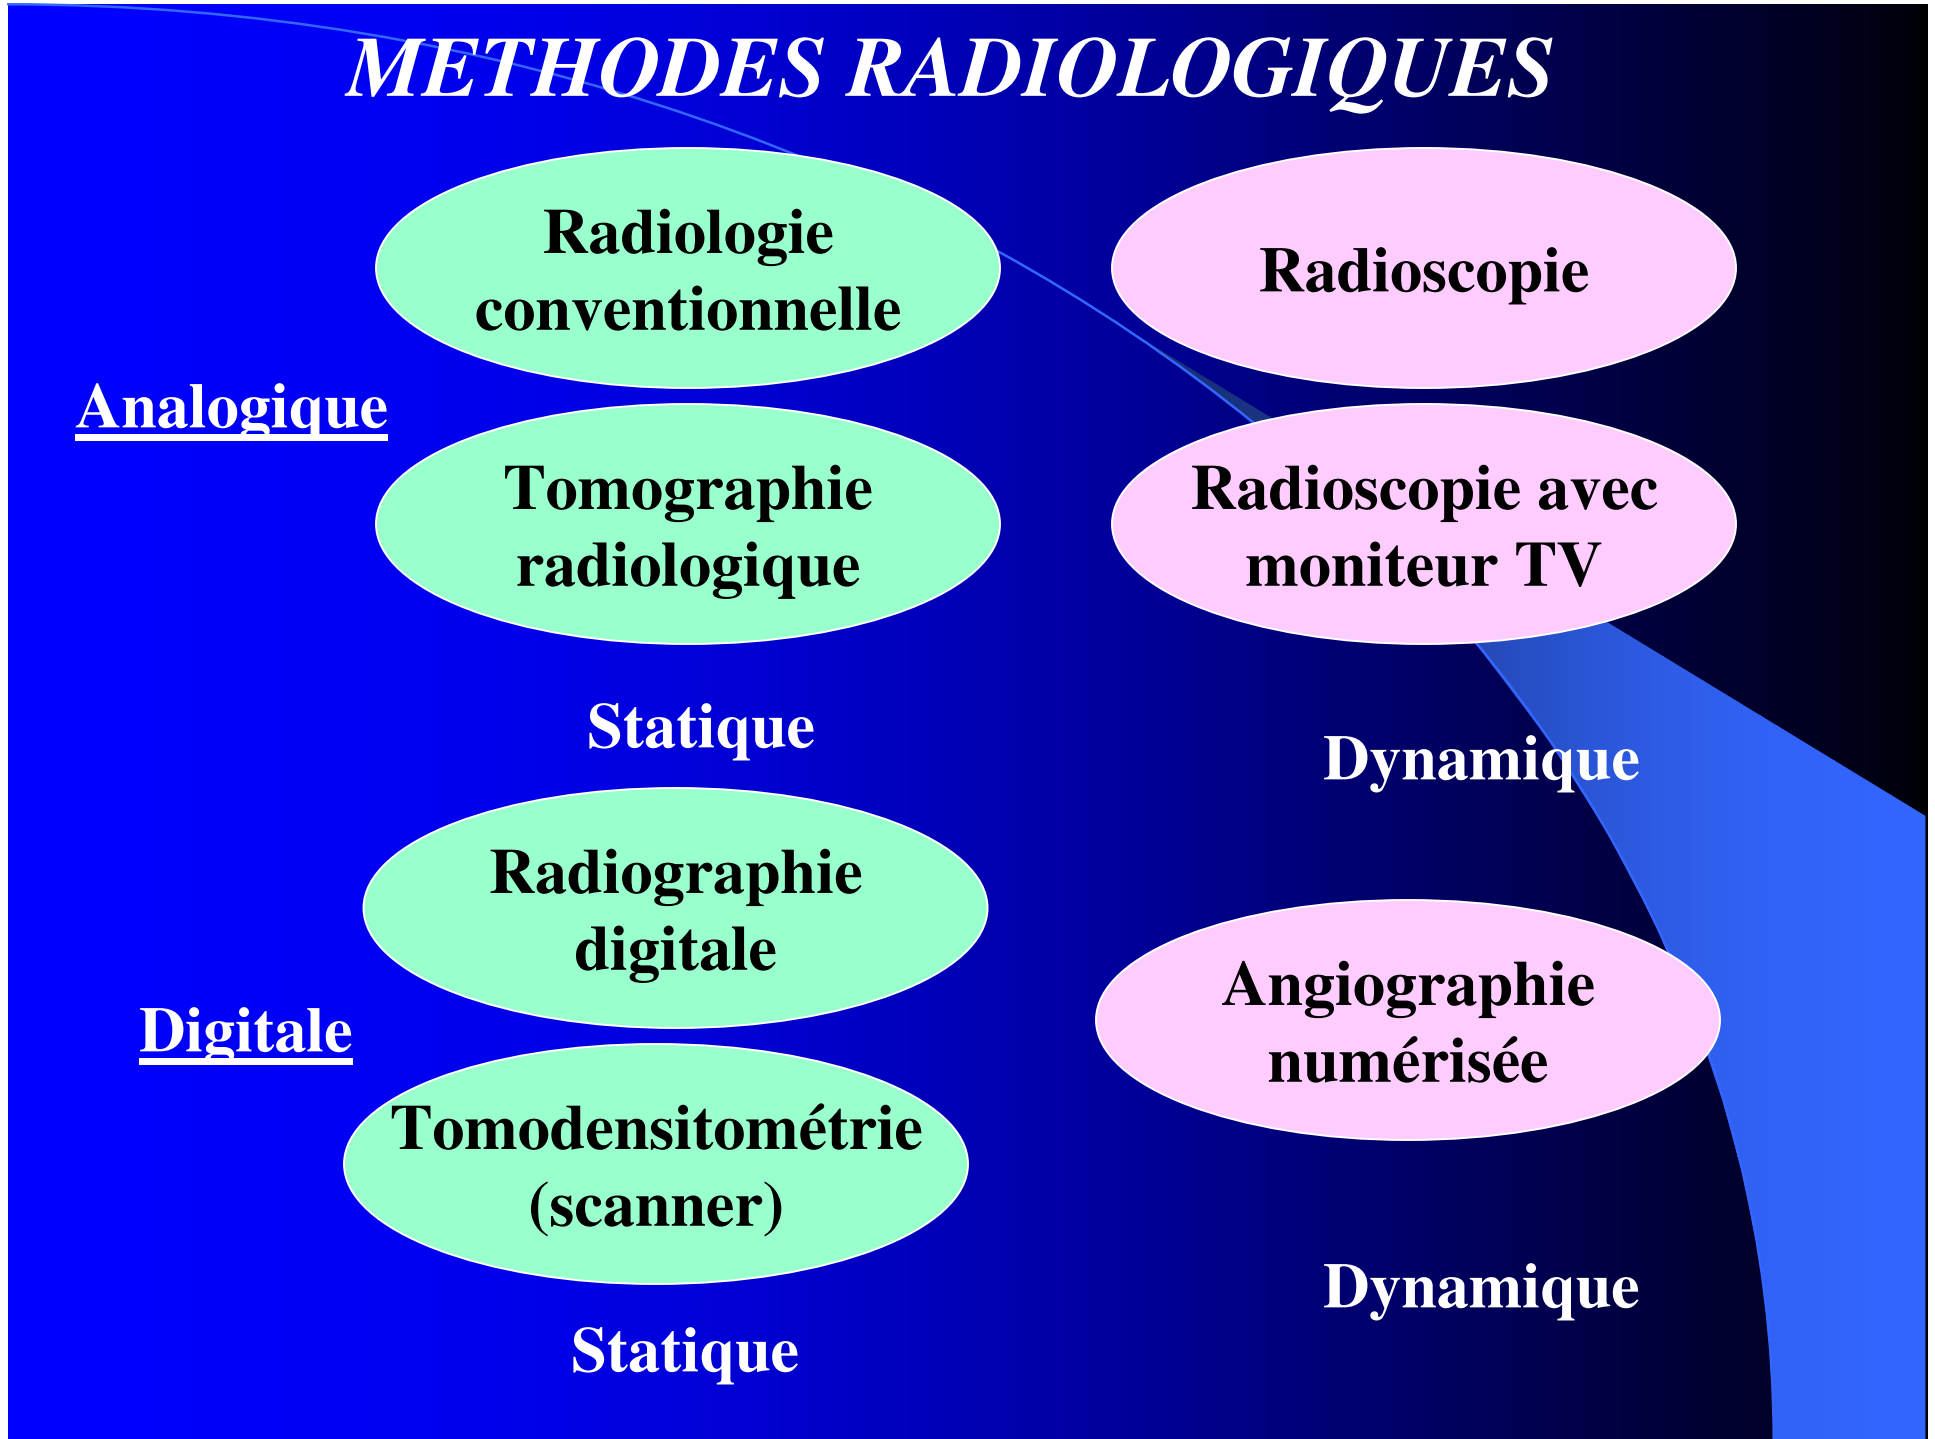 METHODES RADIOLOGIQUES
Radiologie
conventionnelle
Radioscopie
Analogique
Tomographie
radiologique
Radioscopie avec
moniteur TV
Statique
Dynamique
Radiographie
digitale
Angiographie
numérisée
Digitale
Tomodensitométrie
(scanner)
Dynamique
Statique